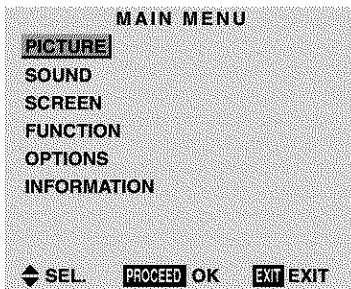 MAIN MENU
PICTURE
SOUND
SCREEN
FUNCTION
OPTIONS
INFORMATION
SEL. PROCEED OK EXIT EXIT